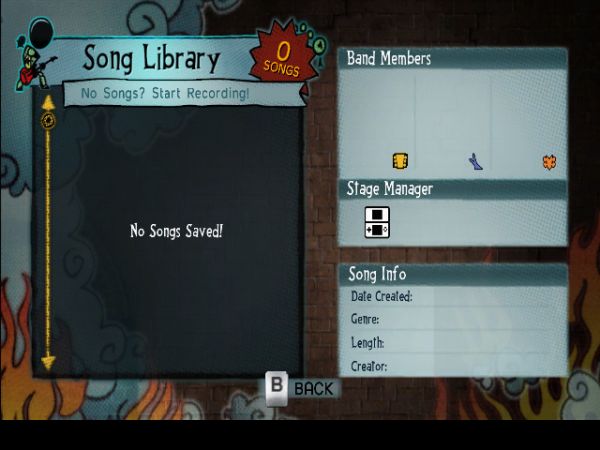 Song Library
0
SONGS
No Songs? Start Recording!
No Songs Saved!
Band Members
Stage Manager
Song Info
Date Created:
Genre:
Length:
Creator:
B BACK